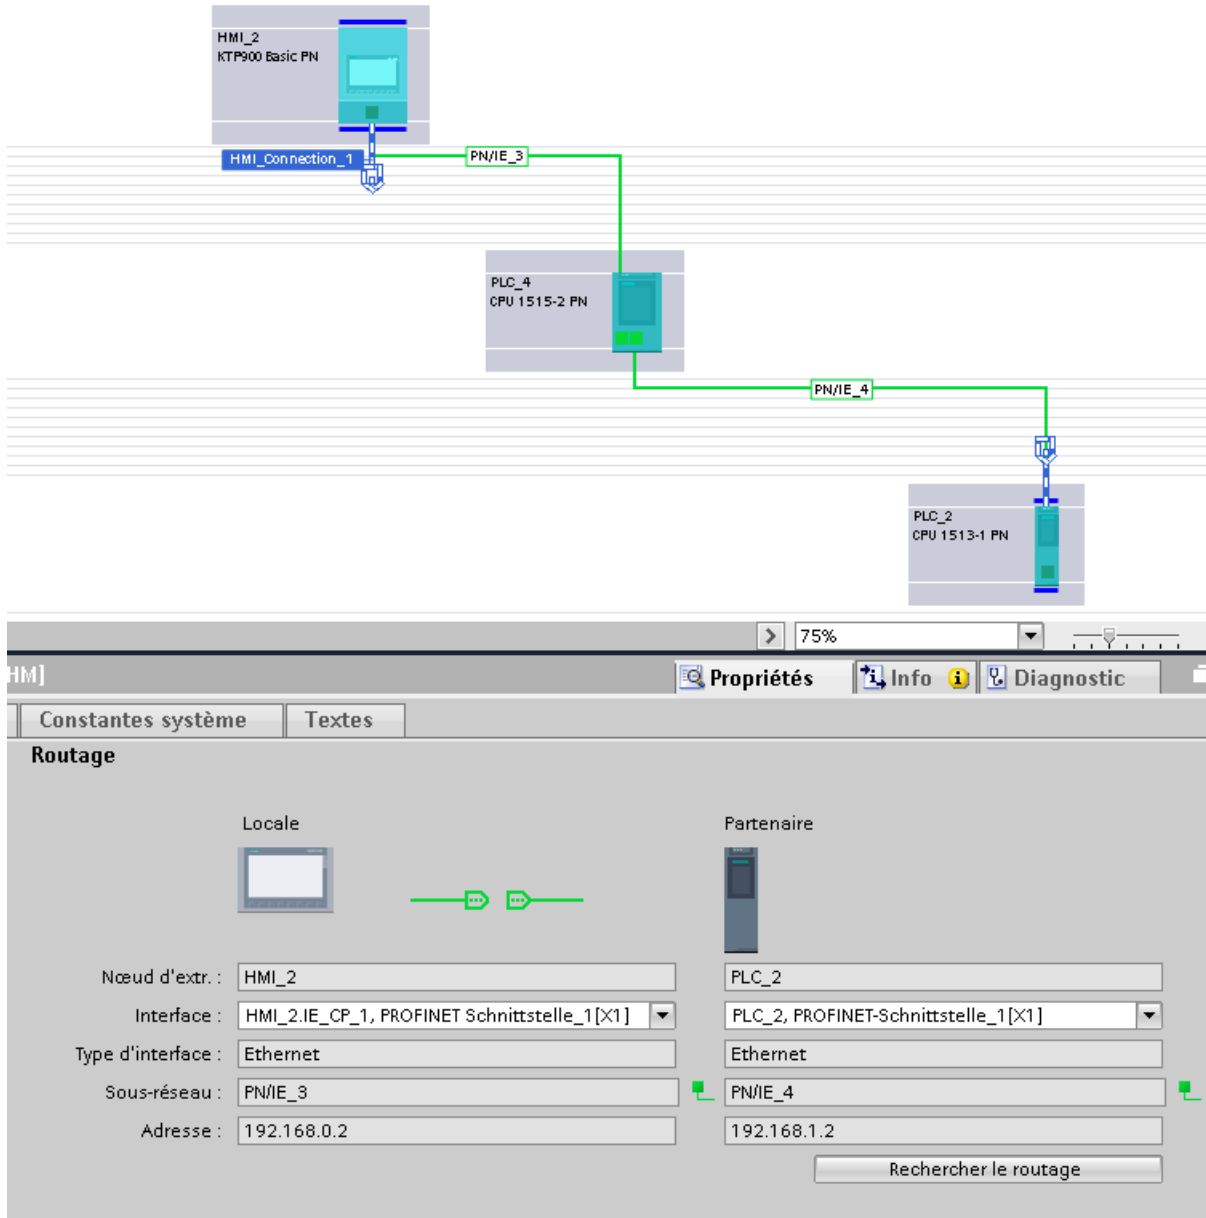 HMI_2
KTP900 Basic PN
HMI_Connection_1
PN/IE_3
PLC_4
CPU 1515-2 PN
PN/IE_4
PLC_2
CPU 1513-1 PN
75%
HM]
Propriétés
Info
Diagnostic
Constantes système
Textes
Routage
Locale
Partenaire
Nœud d'extr. : HMI_2 PLC_2
Interface : HMI_2.IE_CP_1, PROFINET Schnittstelle_1[X1] PLC_2, PROFINET-Schnittstelle_1[X1]
Type d'interface : Ethernet Ethernet
Sous-réseau : PN/IE_3 PN/IE_4
Adresse : 192.168.0.2 192.168.1.2
Rechercher le routage